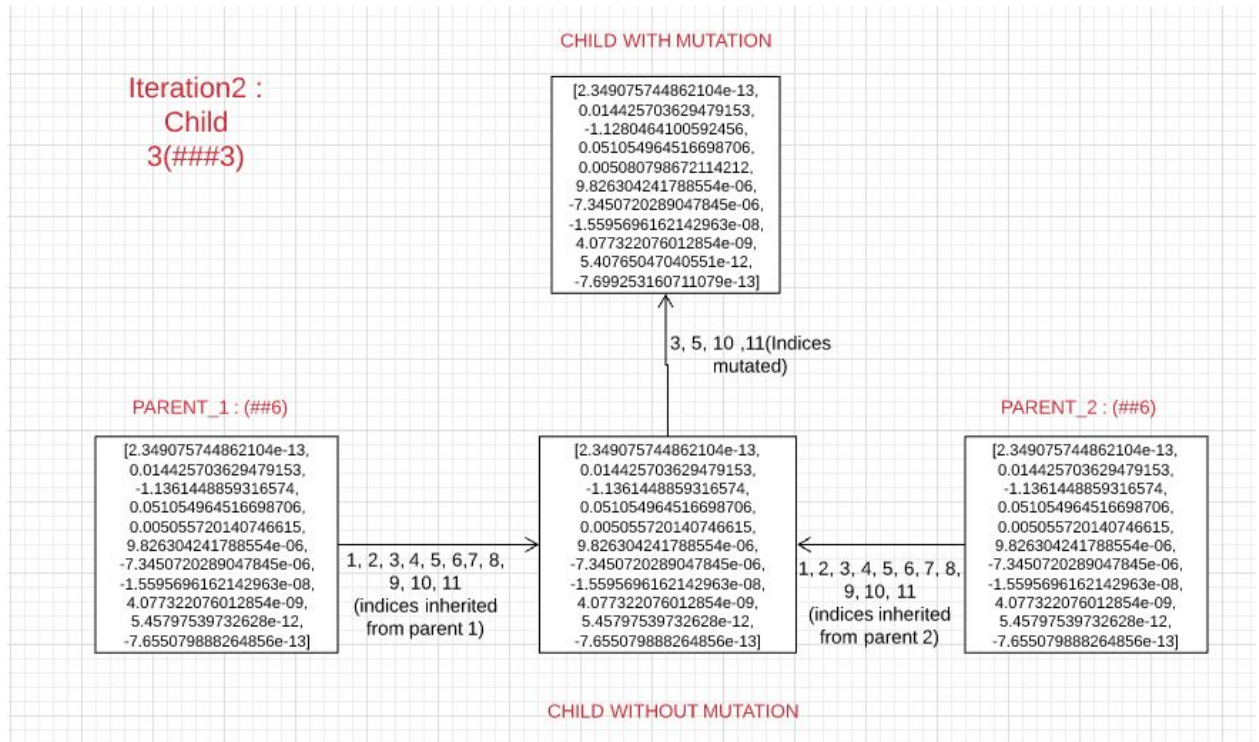 CHILD WITH MUTATION
Iteration2 :
Child
3(###3)
[2.349075744862104e-13,
0.014425703629479153,
-1.1280464100592456,
0.051054964516698706,
0.005080798672114212,
9.826304241788554e-06,
-7.3450720289047845e-06,
-1.5595696162142963e-08,
4.077322076012854e-09,
5.40765047040551e-12,
-7.699253160711079e-13]
3, 5, 10 ,11(Indices
mutated)
PARENT_1 : (##6)
[2.349075744862104e-13,
0.014425703629479153,
-1.1361448859316574,
0.051054964516698706,
0.005055720140746615,
9.826304241788554e-06,
-7.3450720289047845e-06,
-1.5595696162142963e-08,
4.077322076012854e-09,
5.45797539732628e-12,
-7.655079888264856e-13]
1, 2, 3, 4, 5, 6,7, 8,
9, 10, 11
(indices inherited
from parent 1)
[2.349075744862104e-13,
0.014425703629479153,
-1.1361448859316574,
0.051054964516698706,
0.005055720140746615,
9.826304241788554e-06,
-7.3450720289047845e-06,
-1.5595696162142963e-08,
4.077322076012854e-09,
5.45797539732628e-12,
-7.655079888264856e-13]
CHILD WITHOUT MUTATION
1, 2, 3, 4, 5, 6, 7, 8,
9, 10, 11
(indices inherited
from parent 2)
PARENT_2 : (##6)
[2.349075744862104e-13,
0.014425703629479153,
-1.1361448859316574,
0.051054964516698706,
0.005055720140746615,
9.826304241788554e-06,
-7.3450720289047845e-06,
-1.5595696162142963e-08,
4.077322076012854e-09,
5.45797539732628e-12,
-7.655079888264856e-13]